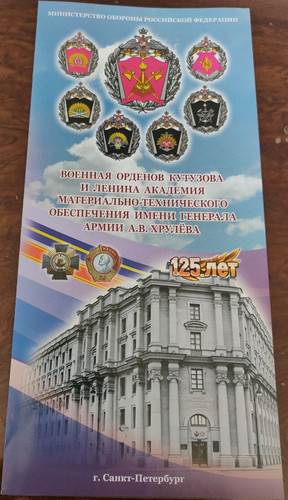 МИНИСТЕРСТВО ОБОРОНЫ РОССИЙСКОЙ ФЕДЕРАЦИИ
ВОЕННАЯ ОРДЕНОВ КУТУЗОВА
И ЛЕНИНА АКАДЕМИЯ
МАТЕРИАЛЬНО-ТЕХНИЧЕСКОГО
ОБЕСПЕЧЕНИЯ ИМЕНИ ГЕНЕРАЛА
АРМИИ А.В. ХРУЛЁВА
125 лет
г. Санкт-Петербург